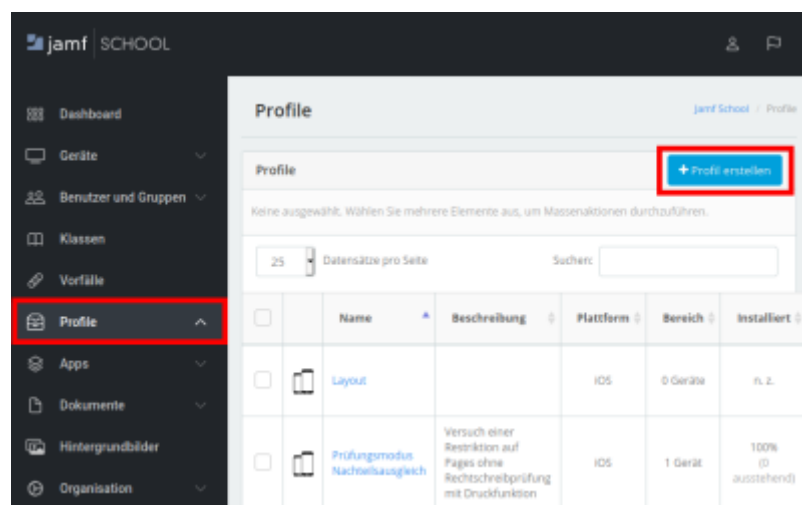 jamf SCHOOL
Dashboard
Geräte
Benutzer und Gruppen
Klassen
Vorfälle
Profile
Apps
Dokumente
Hintergrundbilder
Organisation
Profile
Jamf School / Profile
Profile
+ Profil erstellen
Keine ausgewählt. Wählen Sie mehrere Elemente aus, um Massenaktionen durchzuführen.
25 Datensätze pro Seite Suchen:
Name Beschreibung Plattform Bereich Installiert
Layout iOS 0 Geräte n. z.
Prüfungsmodus
Nachteilsausgleich
Versuch einer
Restriktion auf
Pages ohne
Rechtschreibprüfung
mit Druckfunktion
iOS
1 Gerät
100%
(0
ausstehend)